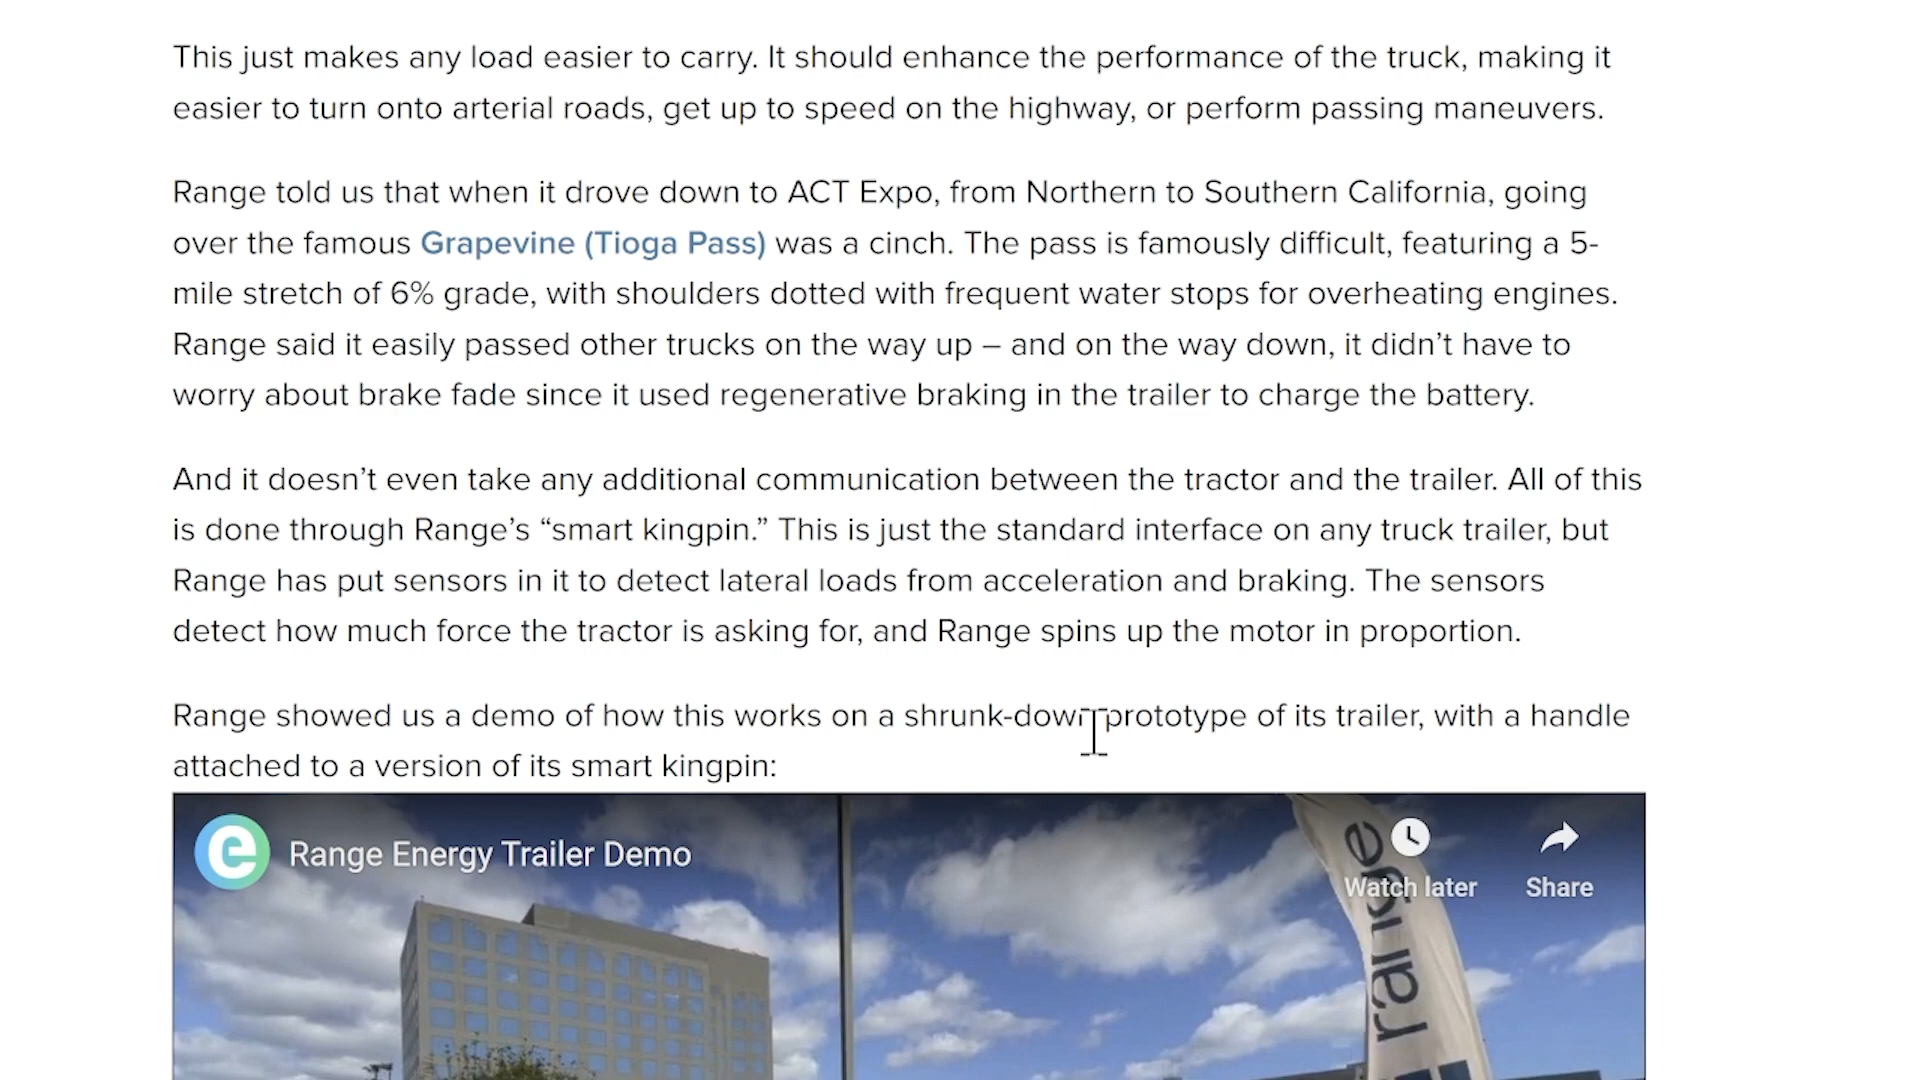 This just makes any load easier to carry. It should enhance the performance of the truck, making it
easier to turn onto arterial roads, get up to speed on the highway, or perform passing maneuvers.
Range told us that when it drove down to ACT Expo, from Northern to Southern California, going
over the famous Grapevine (Tioga Pass) was a cinch. The pass is famously difficult, featuring a 5-
mile stretch of 6% grade, with shoulders dotted with frequent water stops for overheating engines.
Range said it easily passed other trucks on the way up – and on the way down, it didn’t have to
worry about brake fade since it used regenerative braking in the trailer to charge the battery.
And it doesn’t even take any additional communication between the tractor and the trailer. All of this
is done through Range’s “smart kingpin.” This is just the standard interface on any truck trailer, but
Range has put sensors in it to detect lateral loads from acceleration and braking. The sensors
detect how much force the tractor is asking for, and Range spins up the motor in proportion.
Range showed us a demo of how this works on a shrunk-down prototype of its trailer, with a handle
attached to a version of its smart kingpin:
e
Range Energy Trailer Demo
Watch later
Share
range